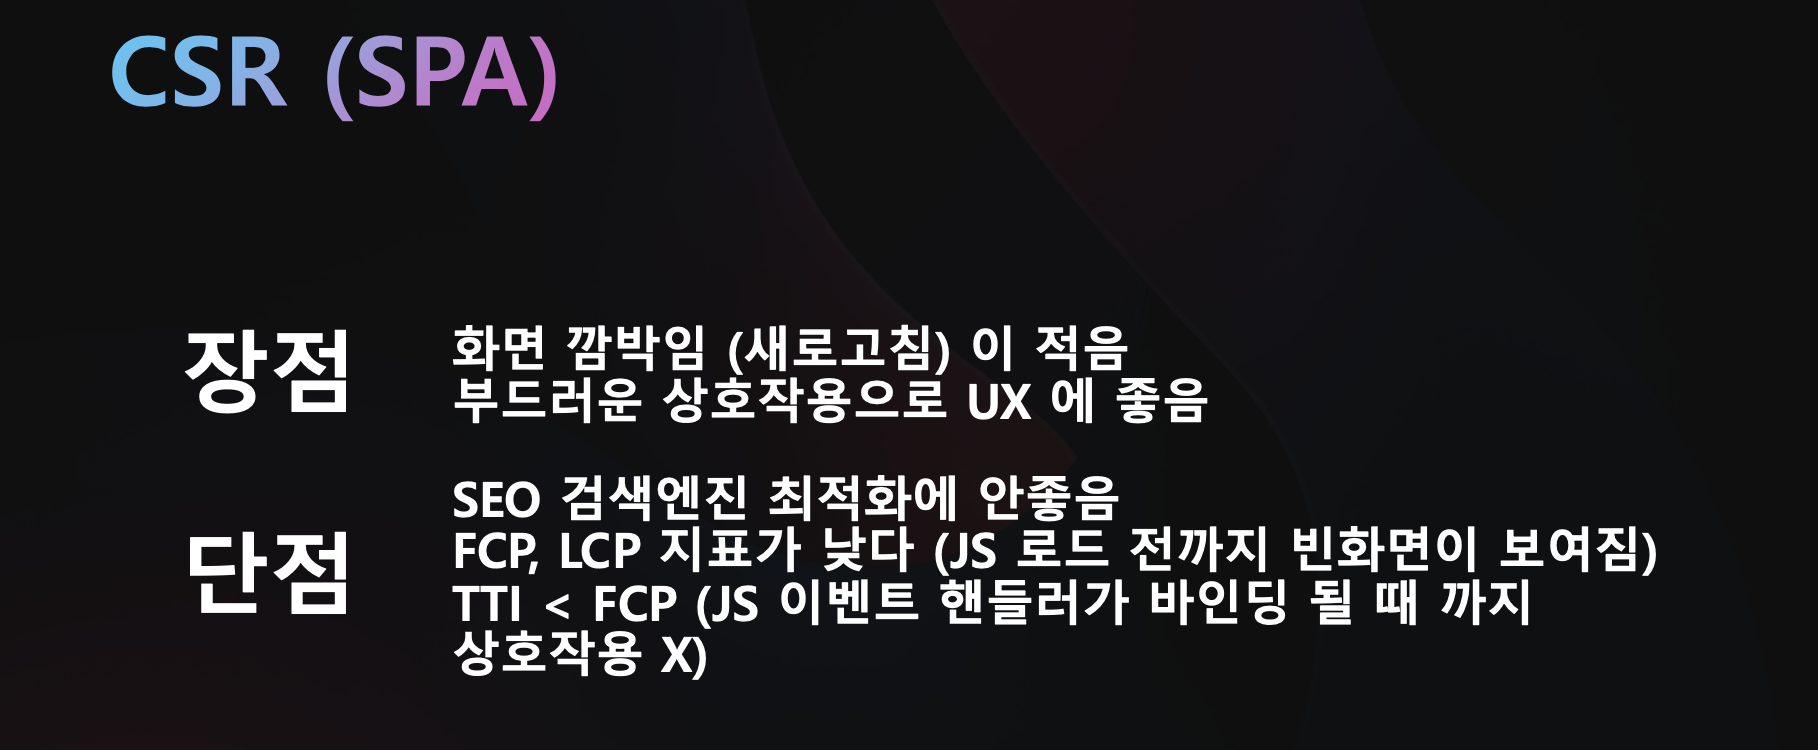 CSR (SPA)
장점
화면 깜박임 (새로고침) 이 적음
부드러운 상호작용으로 UX 에 좋음
단점
SEO 검색엔진 최적화에 안좋음
FCP, LCP 지표가 낮다 (JS 로드 전까지 빈화면이 보여짐)
TTI < FCP (JS 이벤트 핸들러가 바인딩 될 때 까지
상호작용 X)